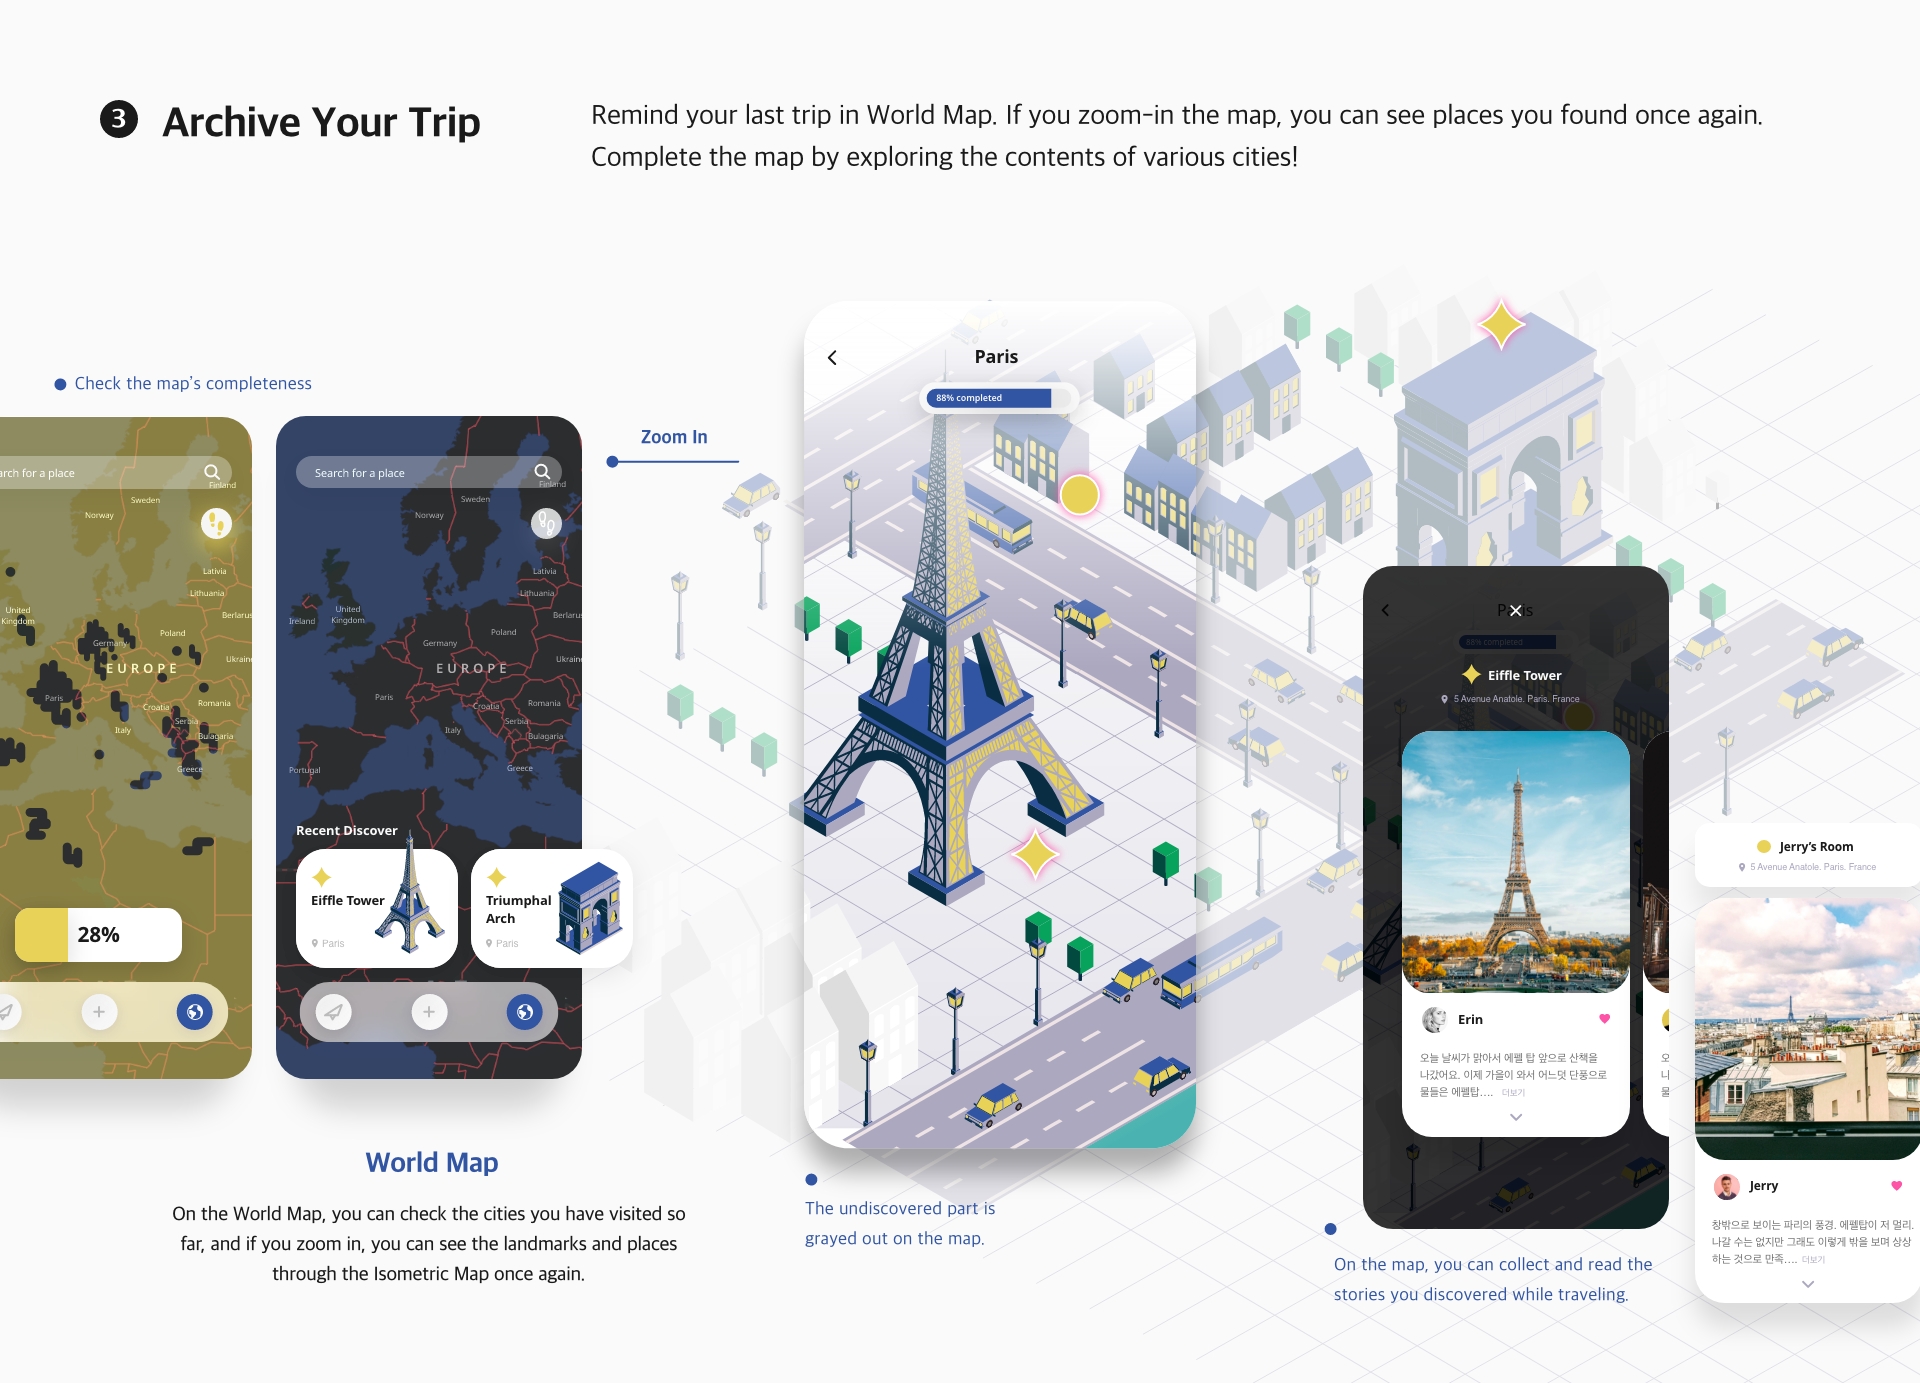 3 Archive Your Trip
Remind your last trip in World Map. If you zoom-in the map, you can see places you found once again.
Complete the map by exploring the contents of various cities!
Check the map's completeness
arch for a place
Finland
Sweden
Norway
Lativia
Lithuania
Berlarus
United
Kingdom
Poland
Germany
EUROPE
Ukraine
Paris
Croatia
Romania
Serbia
Italy
Bulagaria
Greece
28%
Search for a place
Finland
Sweden
Norway
Lativia
Lithuania
Berlarus
United
Kingdom
Ireland
Poland
Germany
EUROPE
Ukraine
Paris
Croatia
Romania
Serbia
Italy
Bulagaria
Greece
Portugal
Recent Discover
Eiffle Tower
Paris
Triumphal
Arch
Paris
Zoom In
World Map
On the World Map, you can check the cities you have visited so
far, and if you zoom in, you can see the landmarks and places
through the Isometric Map once again.
Paris
88% completed
The undiscovered part is
grayed out on the map.
Paris
88% completed
Eiffle Tower
5 Avenue Anatole. Paris. France
Erin
오늘 날씨가 맑아서 에펠 탑 앞으로 산책을
나갔어요. 이제 가을이 와서 어느덧 단풍으로
물들은 에펠탑.... 더보기
오
나
물
On the map, you can collect and read the
stories you discovered while traveling.
Jerry's Room
5 Avenue Anatole. Paris. France
Jerry
창밖으로 보이는 파리의 풍경. 에펠탑이 저 멀리.
나갈 수는 없지만 그래도 이렇게 밖을 보며 상상
하는 것으로 만족.... 더보기